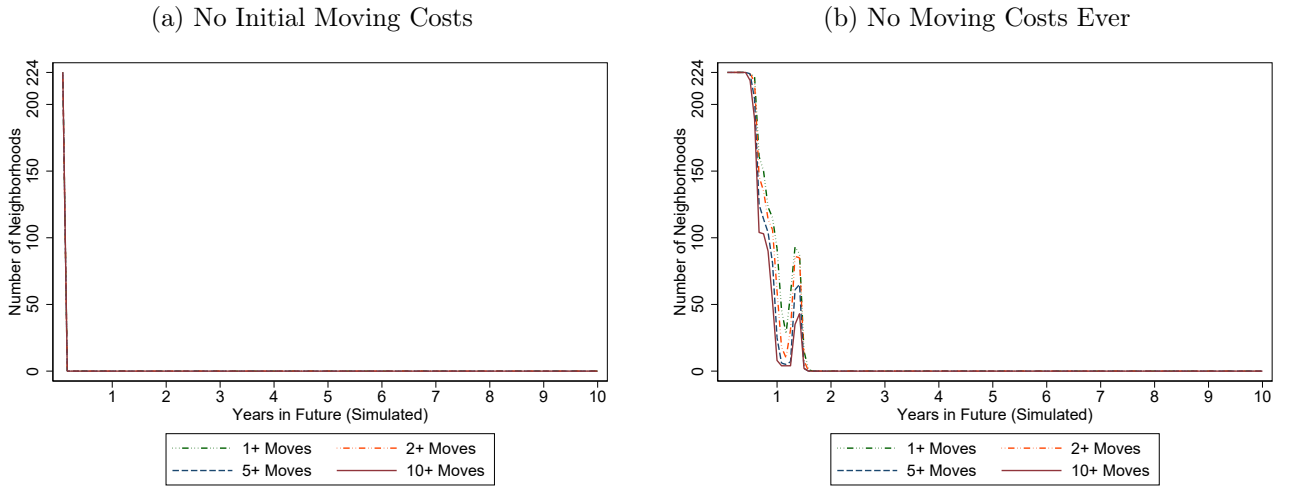 (a) No Initial Moving Costs
Number of Neighborhoods
224
200
150
100
50
0
1 2 3 4 5 6 7 8 9 10
Years in Future (Simulated)
1+ Moves 2+ Moves
5+ Moves 10+ Moves
(b) No Moving Costs Ever
Number of Neighborhoods
224
200
150
100
50
0
1 2 3 4 5 6 7 8 9 10
Years in Future (Simulated)
1+ Moves 2+ Moves
5+ Moves 10+ Moves